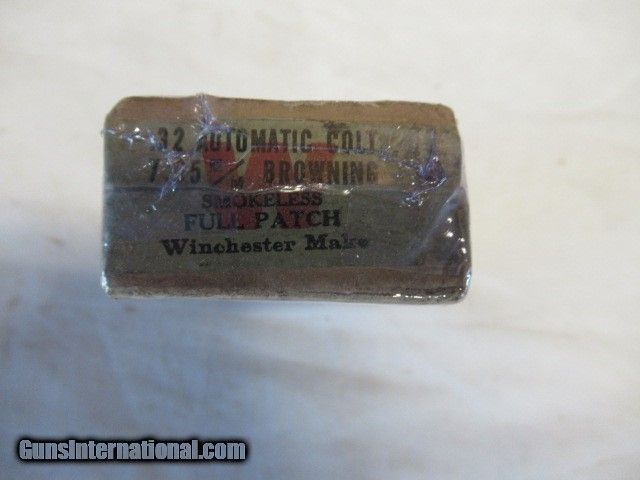 32 AUTOMATIC COLT
BROWNING
SMOKELESS
FULL PATCH
Winchester Make
GunsInternational.com